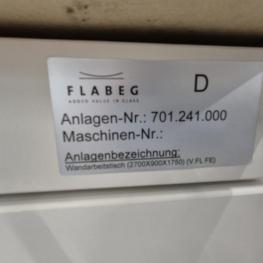 FLABEG
ADDED VALUE IN GLASS
D
Anlagen-Nr.: 701.241.000
Maschinen-Nr.:
Anlagenbezeichnung:
Wandarbeitstisch (2700X900X1750) (V.FL FE)